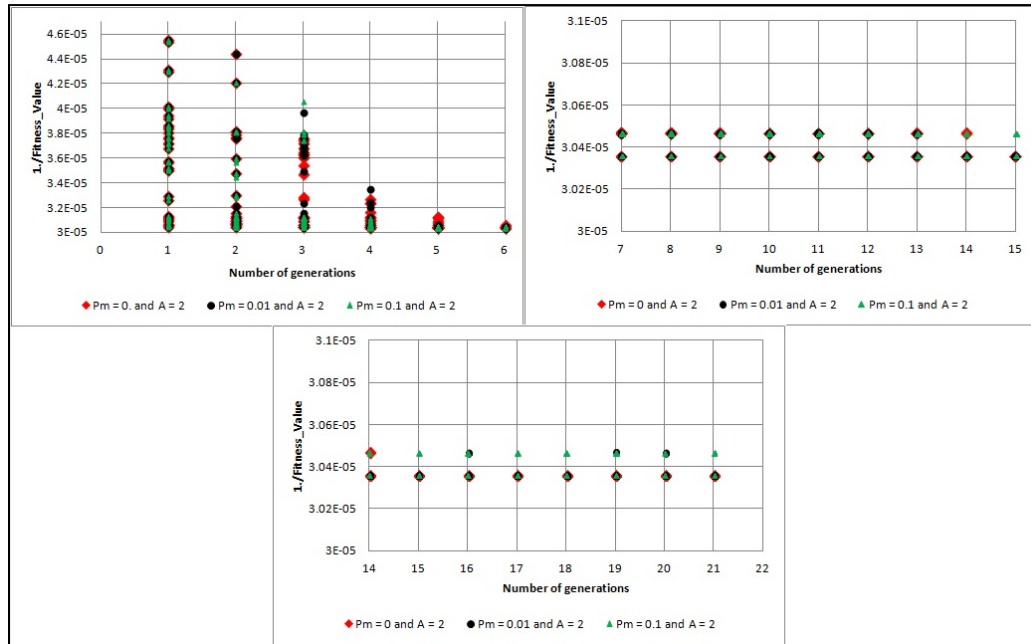 4.6E-05
4.4E-05
4.2E-05
4E-05
3.8E-05
3.6E-05
3.4E-05
3.2E-05
3E-05
1./Fitness_Value
0 1 2 3 4 5 6
Number of generations
Pm = 0. and A = 2 Pm = 0.01 and A = 2 Pm = 0.1 and A = 2
3.1E-05
3.08E-05
3.06E-05
3.04E-05
3.02E-05
3E-05
1./Fitness_Value
7 8 9 10 11 12 13 14 15
Number of generations
Pm = 0 and A = 2 Pm = 0.01 and A = 2 Pm = 0.1 and A = 2
3.1E-05
3.08E-05
3.06E-05
3.04E-05
3.02E-05
3E-05
1./Fitness_Value
14 15 16 17 18 19 20 21 22
Number of generations
Pm = 0 and A = 2 Pm = 0.01 and A = 2 Pm = 0.1 and A = 2